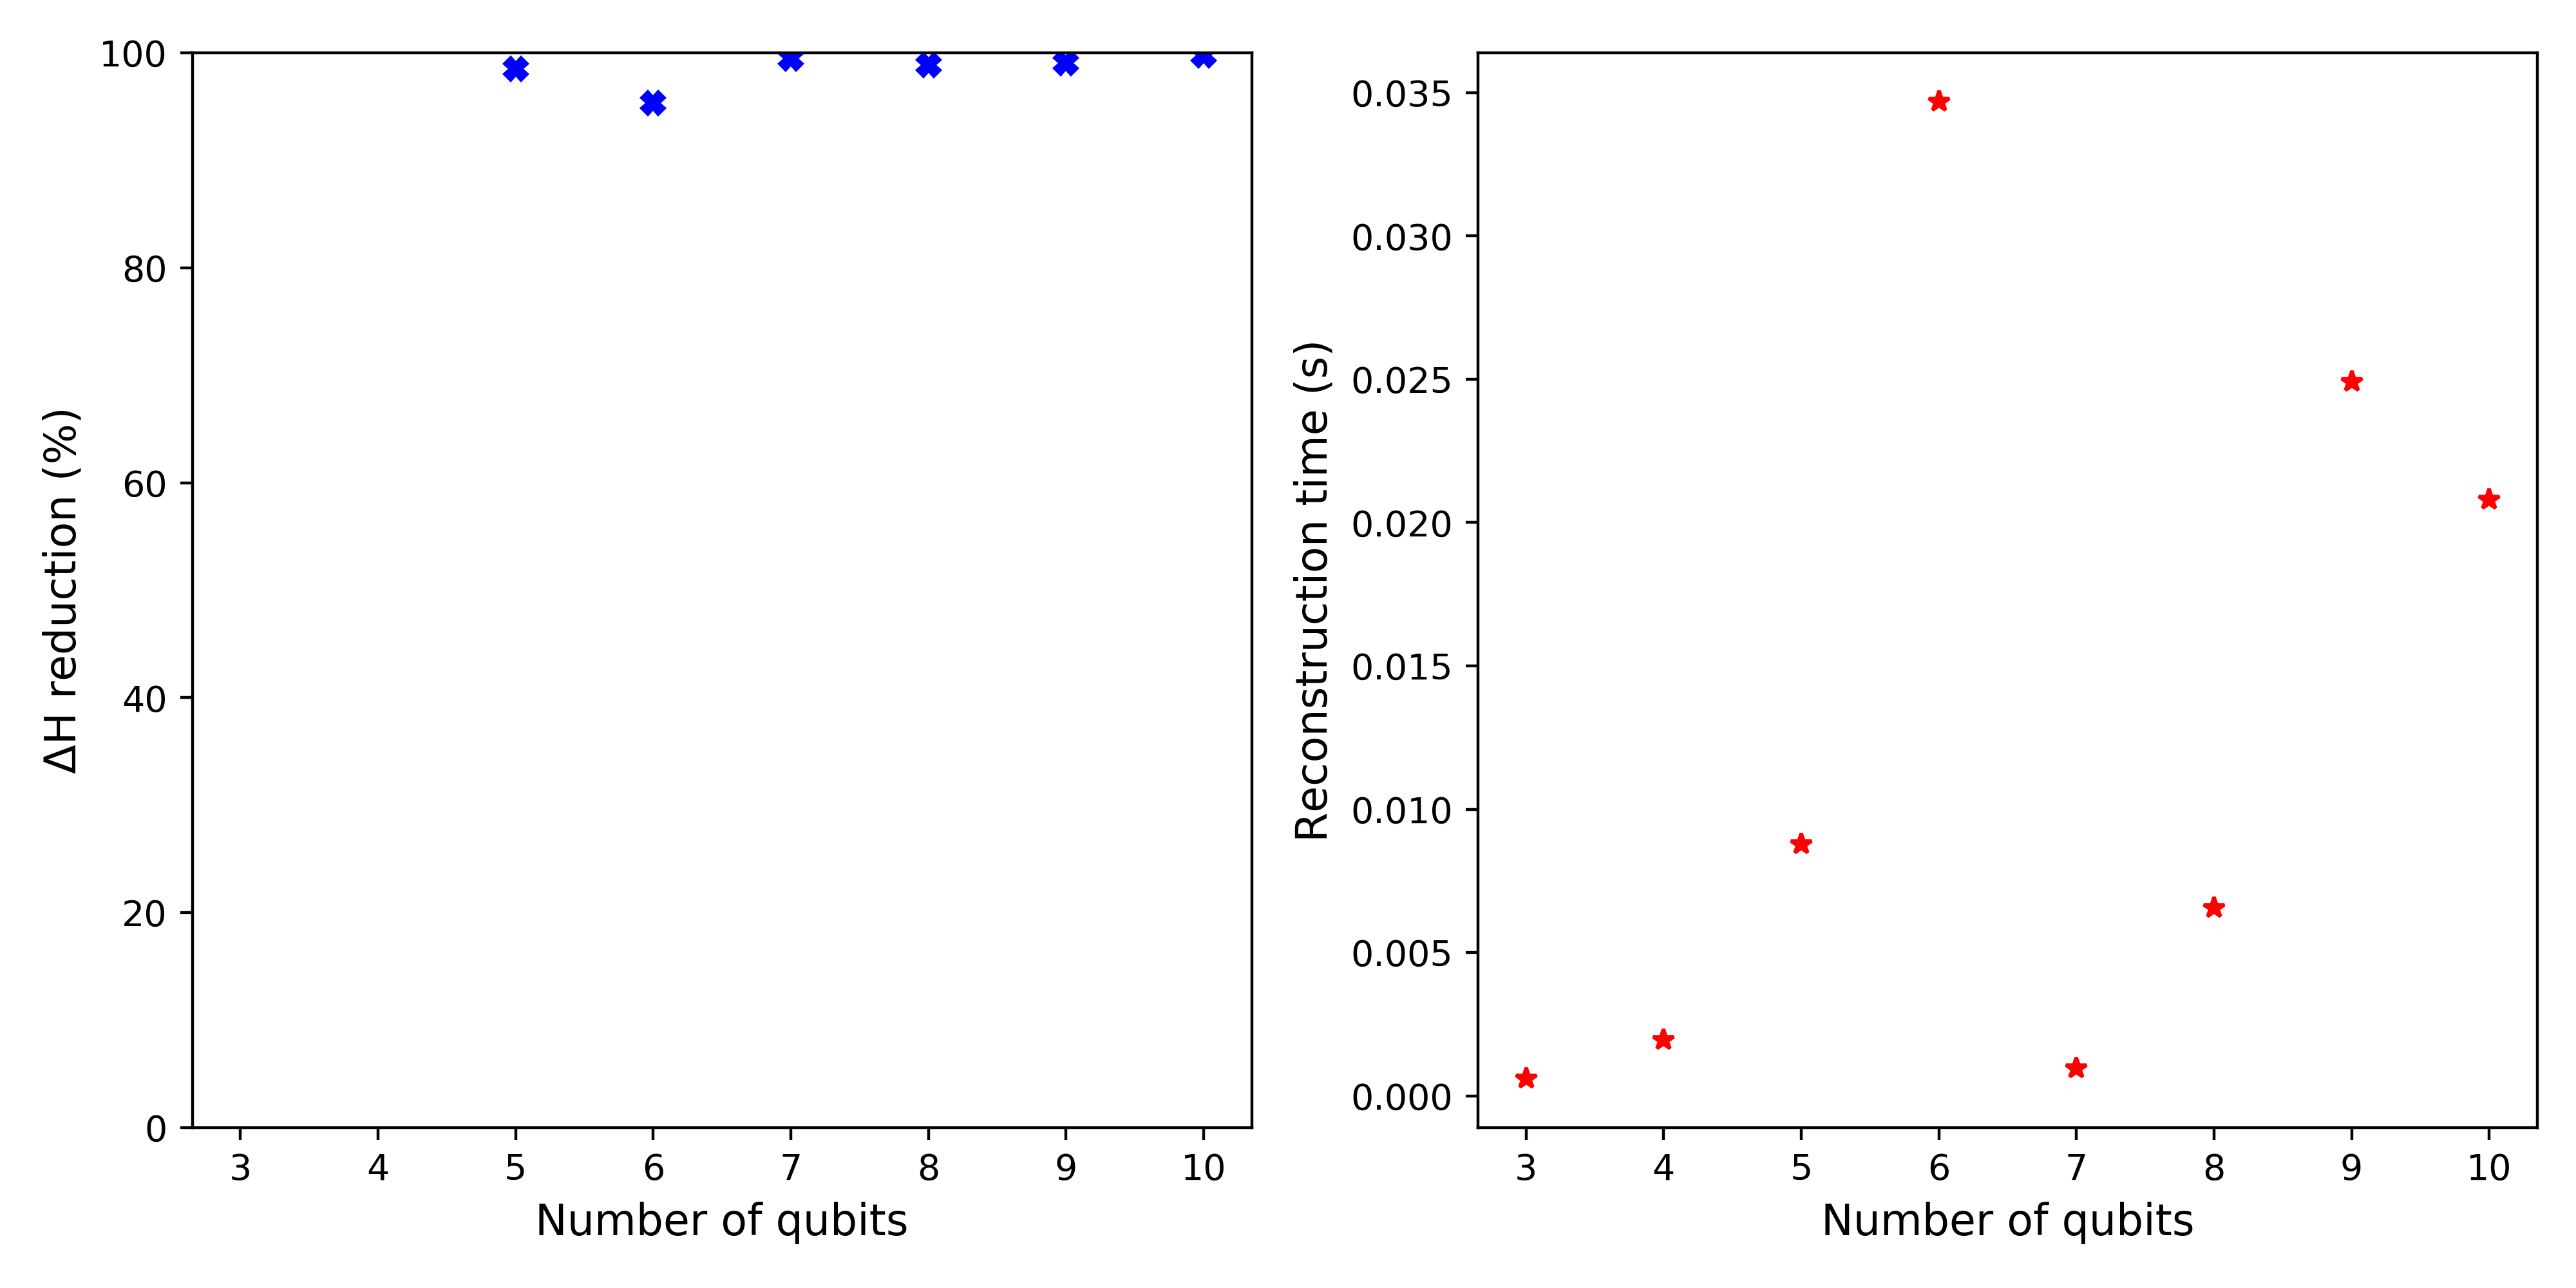 100
80
60
40
20
0
ΔH reduction (%)
3 4 5 6 7 8 9 10
Number of qubits
0.035
0.030
0.025
0.020
0.015
0.010
0.005
0.000
Reconstruction time (s)
3 4 5 6 7 8 9 10
Number of qubits